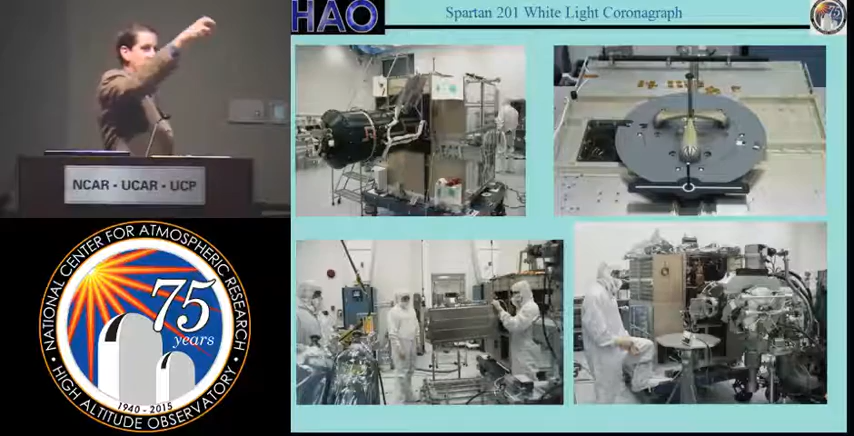 HAO
Spartan 201 White Light Coronagraph
75
NCAR - UCAR - UCP
NATIONAL CENTER FOR ATMOSPHERIC RESEARCH
75
years
1940 - 2015
HIGH ALTITUDE OBSERVATORY